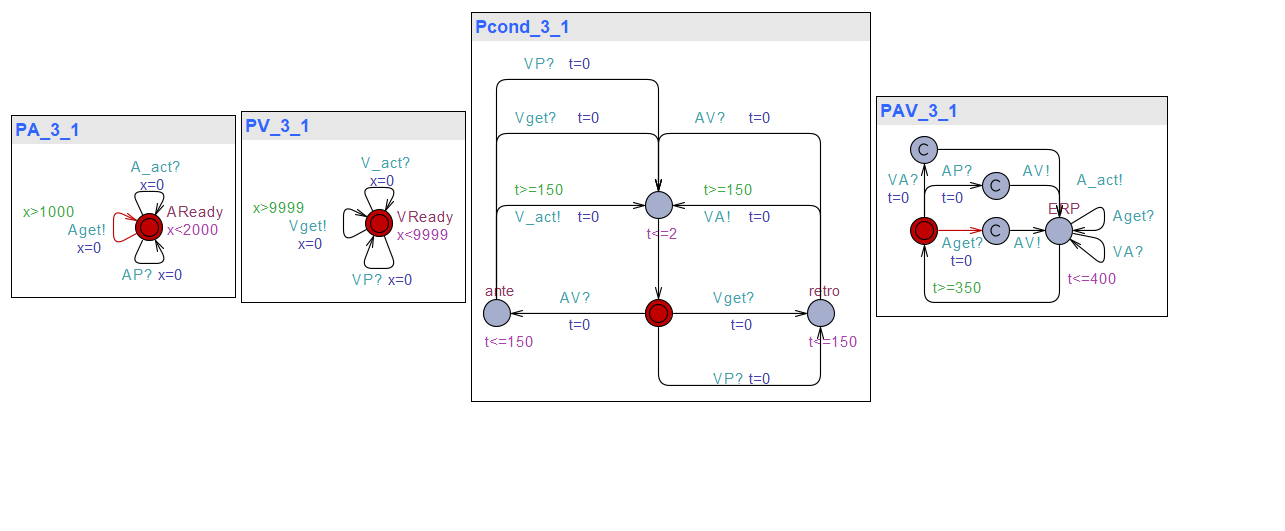 PA_3_1
A_act?
x=0
x>1000
Aget!
x=0
AReady
x<2000
AP? x=0
PV_3_1
V_act?
x=0
x>9999
Vget!
x=0
VReady
x<9999
VP? x=0
Pcond_3_1
VP? t=0
Vget? t=0
AV? t=0
t>=150
V_act! t=0
t>=150
VA! t=0
t<=2
ante
AV?
t=0
t<=150
Vget?
t=0
retro
t<=150
VP? t=0
PAV_3_1
C
VA?
t=0
AP?
t=0
C
AV!
A_act!
ERP
Aget?
Aget?
t=0
C
AV!
VA?
t<=400
t>=350